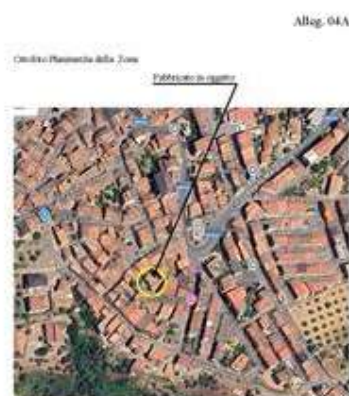 Alleg. 04A
Ortofoto Planimetria della Zona
Fabbricato in oggetto